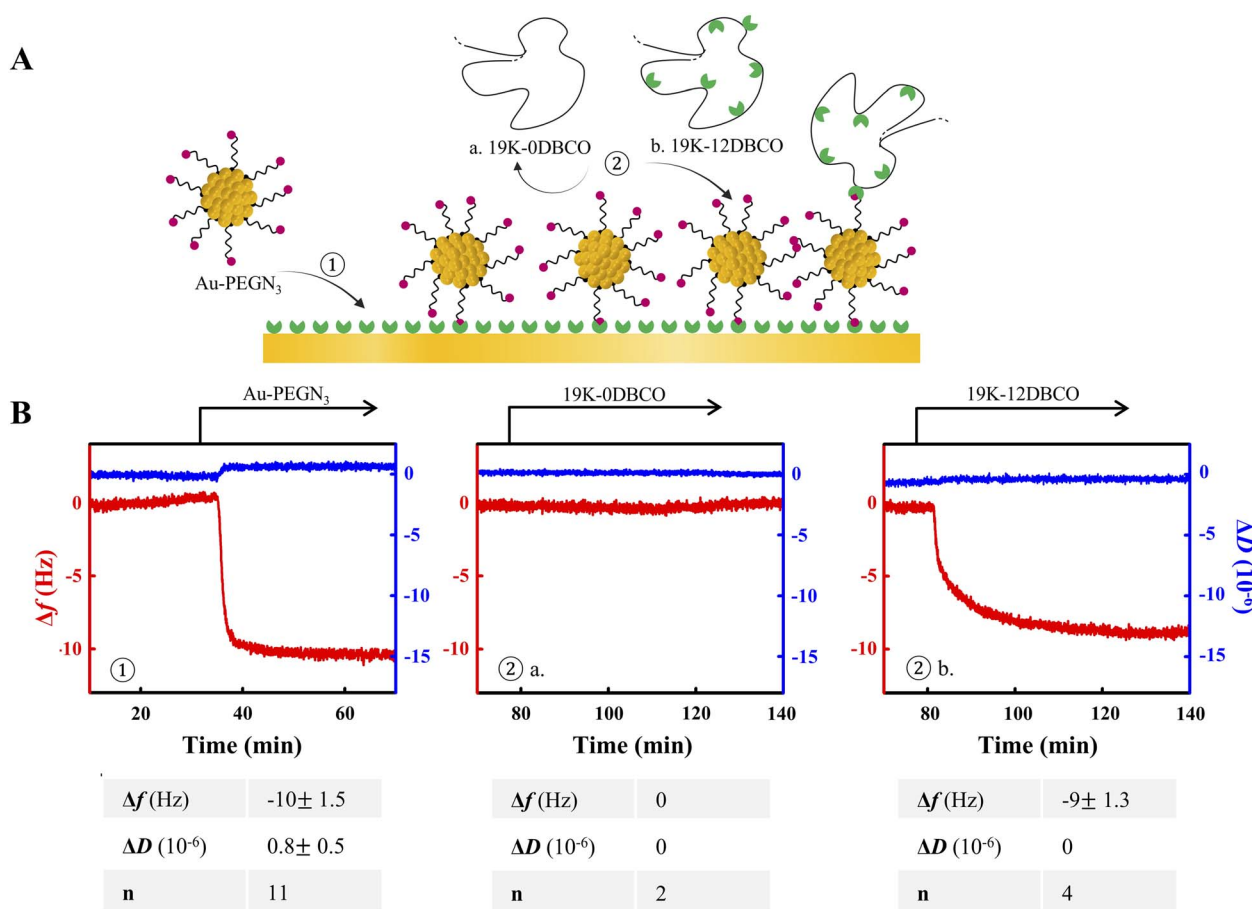 A
a. 19K-0DBCO
②
b. 19K-12DBCO
Au-PEGN₃
①
B
Au-PEGN₃
19K-0DBCO
19K-12DBCO
Δf (Hz)
0
-5
-10
0
-5
-10
-15
①
20 40 60
Time (min)
0
-5
-10
0
-5
-10
-15
② a.
80 100 120 140
Time (min)
0
-5
-10
0
-5
-10
-15
ΔD (10⁻⁶)
② b.
80 100 120 140
Time (min)
Δf (Hz) -10± 1.5
ΔD (10⁻⁶) 0.8± 0.5
n 11
Δf (Hz) 0
ΔD (10⁻⁶) 0
n 2
Δf (Hz) -9± 1.3
ΔD (10⁻⁶) 0
n 4